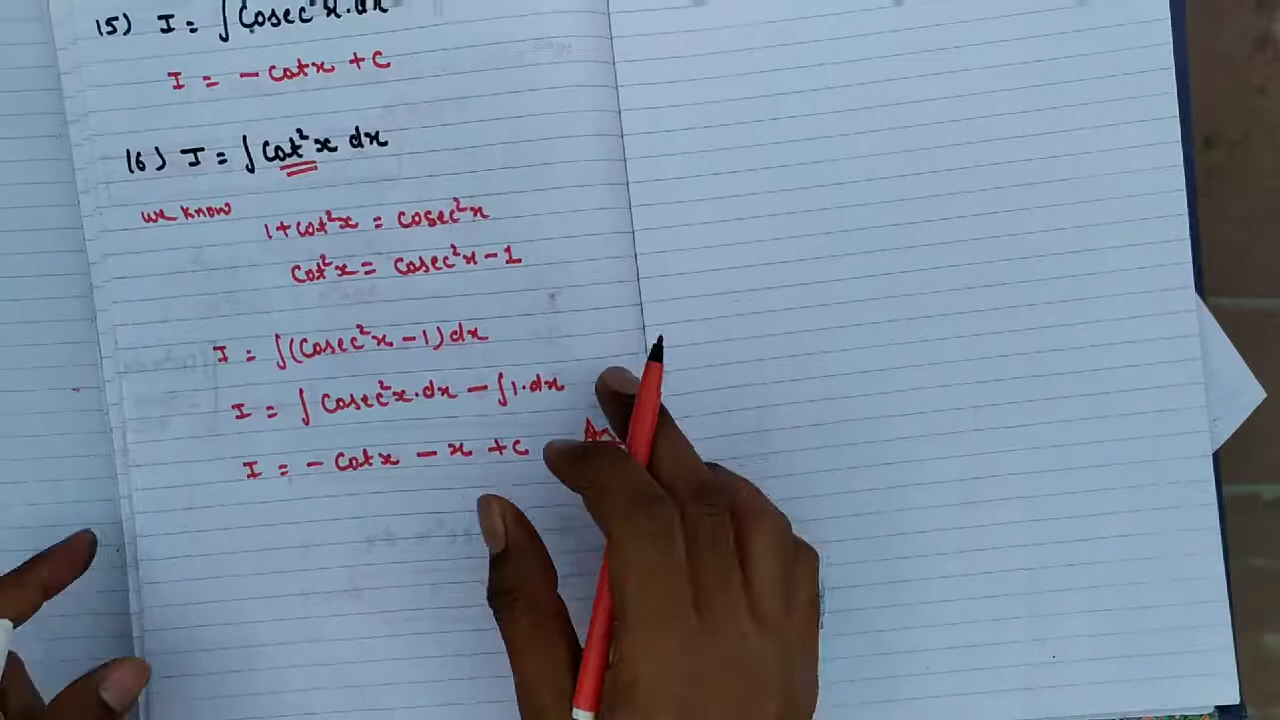 15) I = ∫ Cosec²x.dx
I = - Cotx + C
16) I = ∫ Cot²x dx
we know
1 + cot²x = cosec²x
Cot²x = cosec²x - 1
I = ∫(Cosec²x - 1) dx
I = ∫ Cosec²x.dx - ∫1.dx
I = - Cotx - x + C